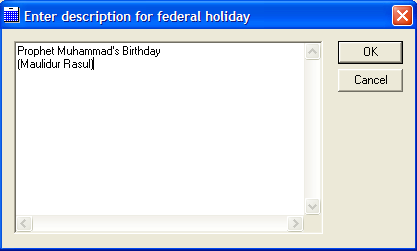 Enter description for federal holiday
Prophet Muhammad's Birthday
(Maulidur Rasul)
OK
Cancel